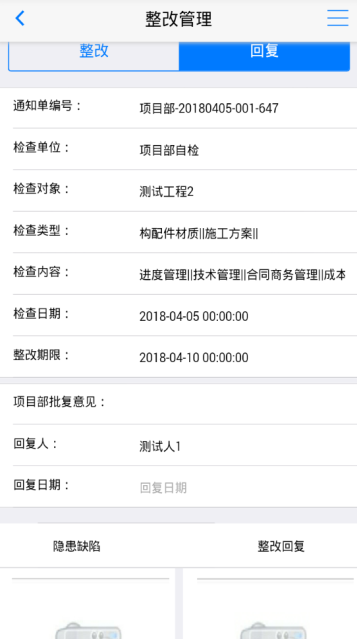 整改管理
整改
回复
通知单编号：
项目部-20180405-001-647
检查单位：
项目部自检
检查对象：
测试工程2
检查类型：
构配件材质||施工方案||
检查内容：
进度管理||技术管理||合同商务管理||成本
检查日期：
2018-04-05 00:00:00
整改期限：
2018-04-10 00:00:00
项目部批复意见：
回复人：
测试人1
回复日期：
回复日期
隐患缺陷
整改回复